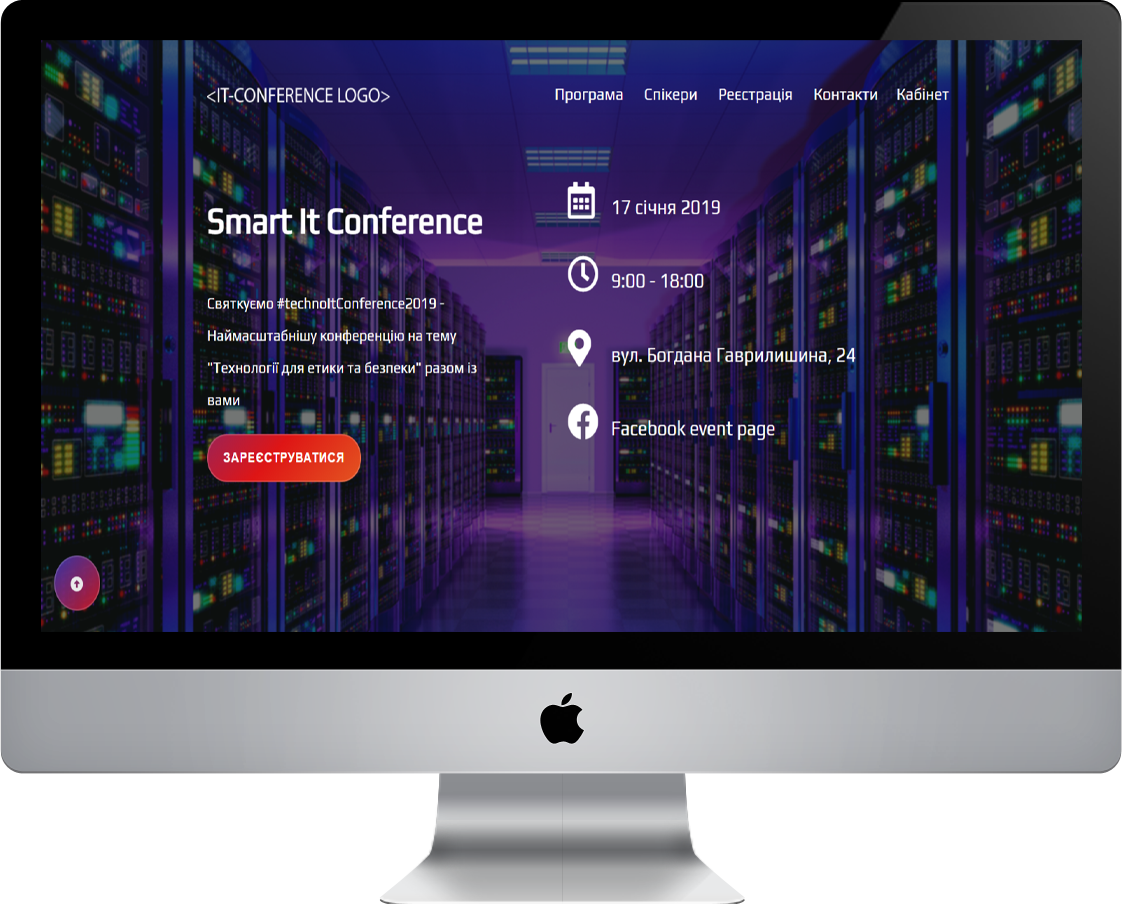 <IT-CONFERENCE LOGO>
Програма Спікери Реєстрація Контакти Кабінет
Smart It Conference
Святкуємо #technoItConference2019 -
Наймасштабнішу конференцію на тему
"Технології для етики та безпеки" разом із
вами
ЗАРЕЄСТРУВАТИСЯ
17 січня 2019
9:00 - 18:00
вул. Богдана Гаврилишина, 24
Facebook event page